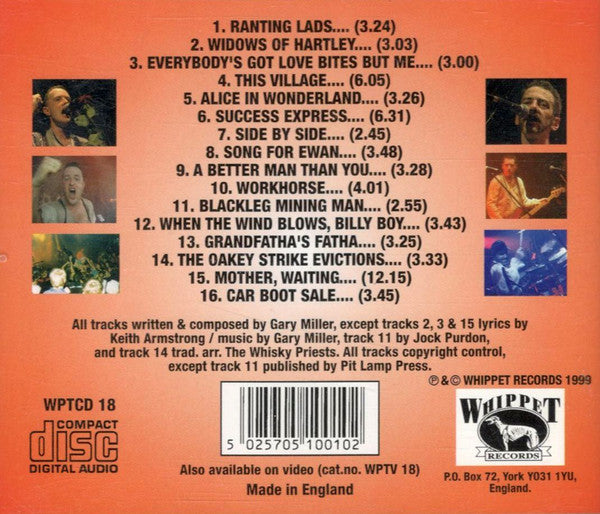 1. RANTING LADS.... (3.24)
2. WIDOWS OF HARTLEY.... (3.03)
3. EVERYBODY'S GOT LOVE BITES BUT ME.... (3.00)
4. THIS VILLAGE.... (6.05)
5. ALICE IN WONDERLAND.... (3.26)
6. SUCCESS EXPRESS.... (6.31)
7. SIDE BY SIDE.... (2.45)
8. SONG FOR EWAN.... (3.48)
9. A BETTER MAN THAN YOU.... (3.28)
10. WORKHORSE.... (4.01)
11. BLACKLEG MINING MAN.... (2.55)
12. WHEN THE WIND BLOWS, BILLY BOY.... (3.43)
13. GRANDFATHA'S FATHA.... (3.25)
14. THE OAKEY STRIKE EVICTIONS.... (3.33)
15. MOTHER, WAITING.... (12.15)
16. CAR BOOT SALE.... (3.45)
All tracks written & composed by Gary Miller, except tracks 2, 3 & 15 lyrics by
Keith Armstrong / music by Gary Miller, track 11 by Jock Purdon,
and track 14 trad. arr. The Whisky Priests. All tracks copyright control,
except track 11 published by Pit Lamp Press.
℗ & © WHIPPET RECORDS 1999
WPTCD 18
COMPACT
disc
DIGITAL AUDIO
5 025705 100102
Also available on video (cat.no. WPTV 18)
Made in England
WHIPPET
RECORDS
P.O. Box 72, York YO31 1YU,
England.